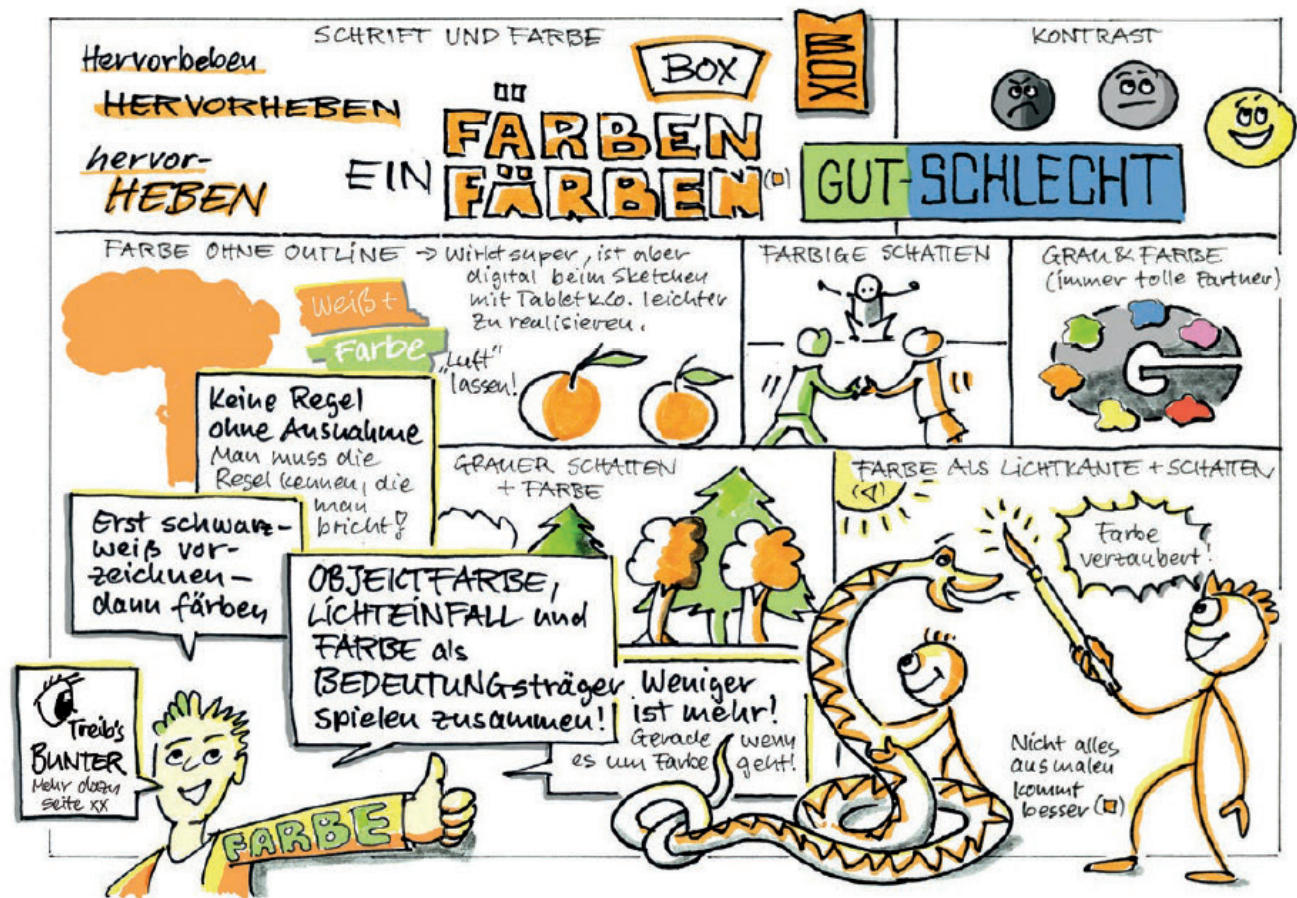 SCHRIFT UND FARBE
Hervorheben
HERVORHEBEN
hervor-
HEBEN
BOX
BOX
EIN
FÄRBEN
FÄRBEN
KONTRAST
GUT-SCHLECHT
FARBE OHNE OUTLINE → Wirkt super, ist aber
digital beim Sketchen
mit Tablet & Co. leichter
zu realisieren.
Weiß +
Farbe
"Luft"
lassen!
FARBIGE SCHATTEN
GRAU & FARBE
(immer tolle Partner)
G
Keine Regel
ohne Ausnahme
Man muss die
Regel kennen, die
man
bricht!
GRAUER SCHATTEN
+ FARBE
FARBE ALS LICHTKANTE + SCHATTEN
Farbe
verzaubert!
Erst schwarz-
weiß vor-
zeichnen –
dann färben
OBJEKTFARBE,
LICHTEINFALL und
FARBE als
BEDEUTUNGsträger
spielen zusammen!
Weniger
ist mehr!
Gerade wenn
es um Farbe geht!
Treib's
BUNTER
Mehr dazu
Seite xx
FARBE
Nicht alles
ausmalen
kommt
besser